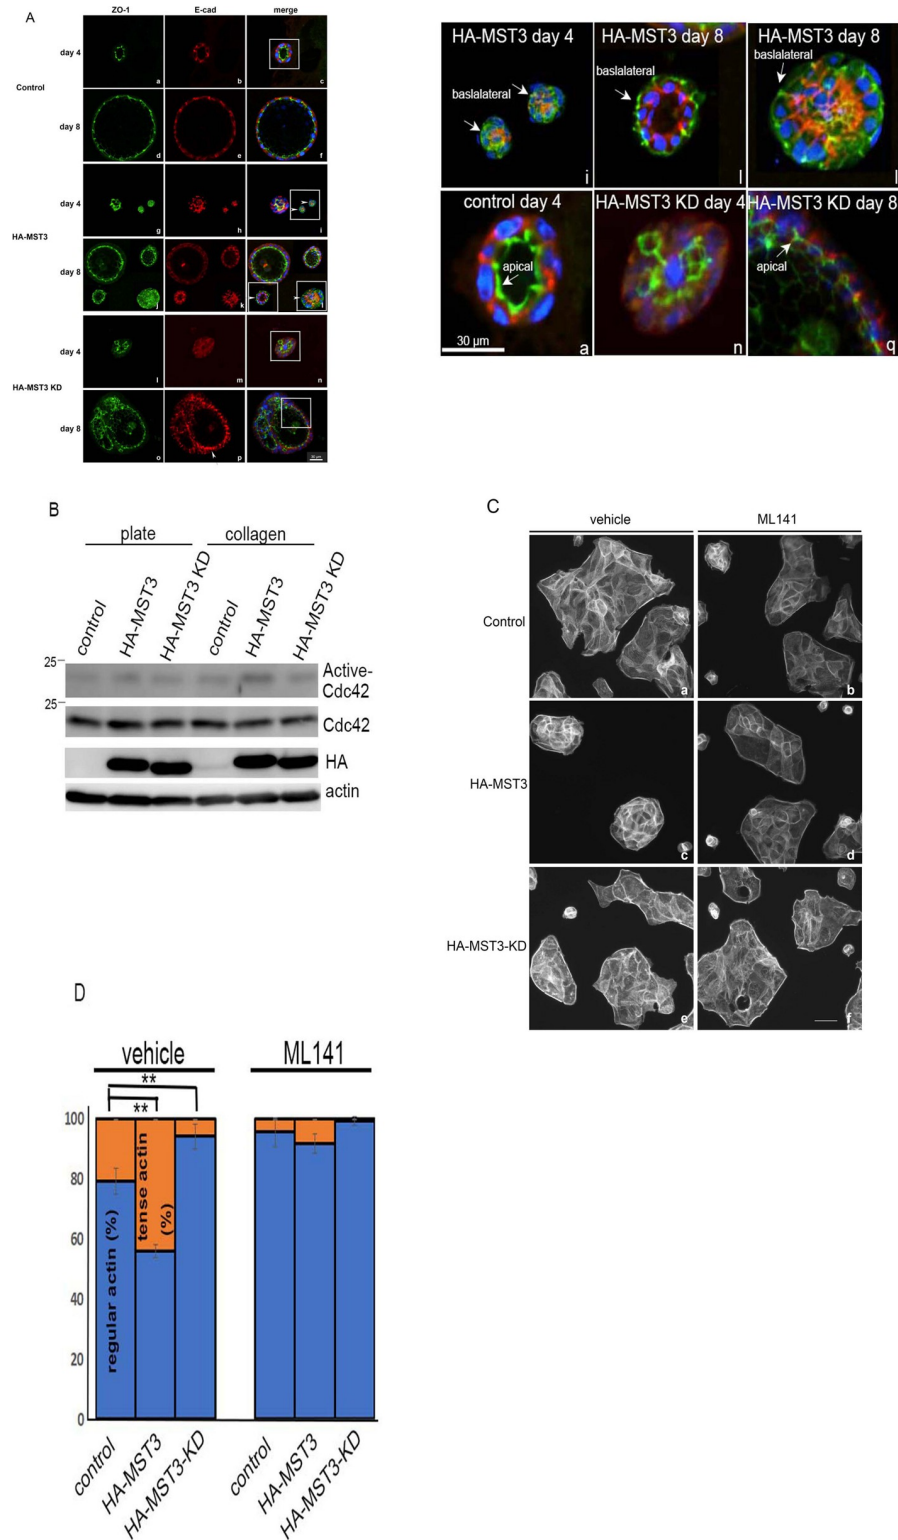 A
ZO-1 E-cad merge
day 4
a b c
Control
day 8
d e f
day 4
g h i
HA-MST3
day 8
k l
day 4
l m n
HA-MST3 KD
day 8
o p
30 μm
HA-MST3 day 4
baslalateral
i
HA-MST3 day 8
baslalateral
l
HA-MST3 day 8
baslalateral
l
control day 4
apical
30 μm
a
HA-MST3 KD day 4
n
HA-MST3 KD day 8
apical
q
B
plate collagen
control HA-MST3 HA-MST3 KD control HA-MST3 HA-MST3 KD
25
Active-
Cdc42
25
Cdc42
HA
actin
C
vehicle ML141
Control
a b
HA-MST3
c d
HA-MST3-KD
e f
D
vehicle ML141
**
**
100
80
60
40
20
0
regular actin (%)
tense actin
(%)
control HA-MST3 HA-MST3-KD control HA-MST3 HA-MST3-KD